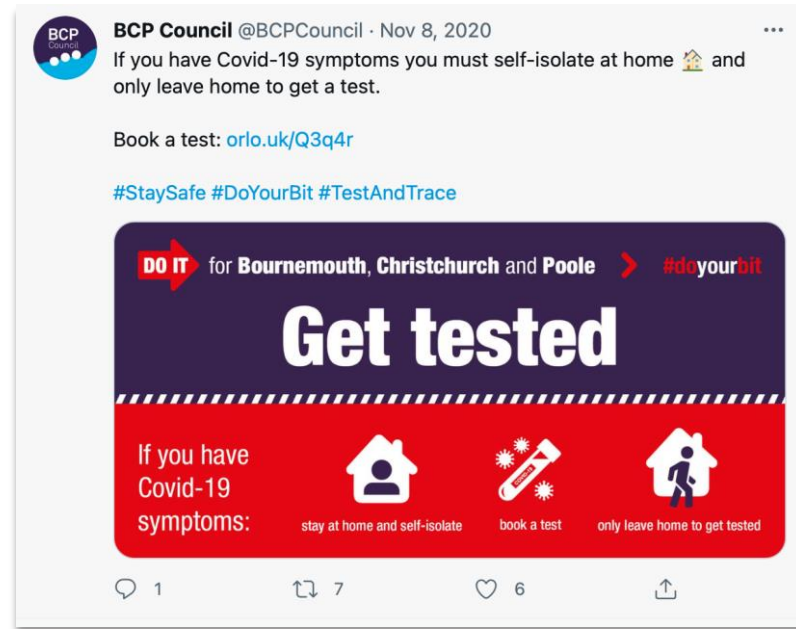 BCP
Council
BCP Council @BCPCouncil · Nov 8, 2020
If you have Covid-19 symptoms you must self-isolate at home 🏠 and
only leave home to get a test.
Book a test: orlo.uk/Q3q4r
#StaySafe #DoYourBit #TestAndTrace
DO IT for Bournemouth, Christchurch and Poole #doyourbit
Get tested
If you have
Covid-19
symptoms:
stay at home and self-isolate
COVID-19
book a test
only leave home to get tested
1 7 6